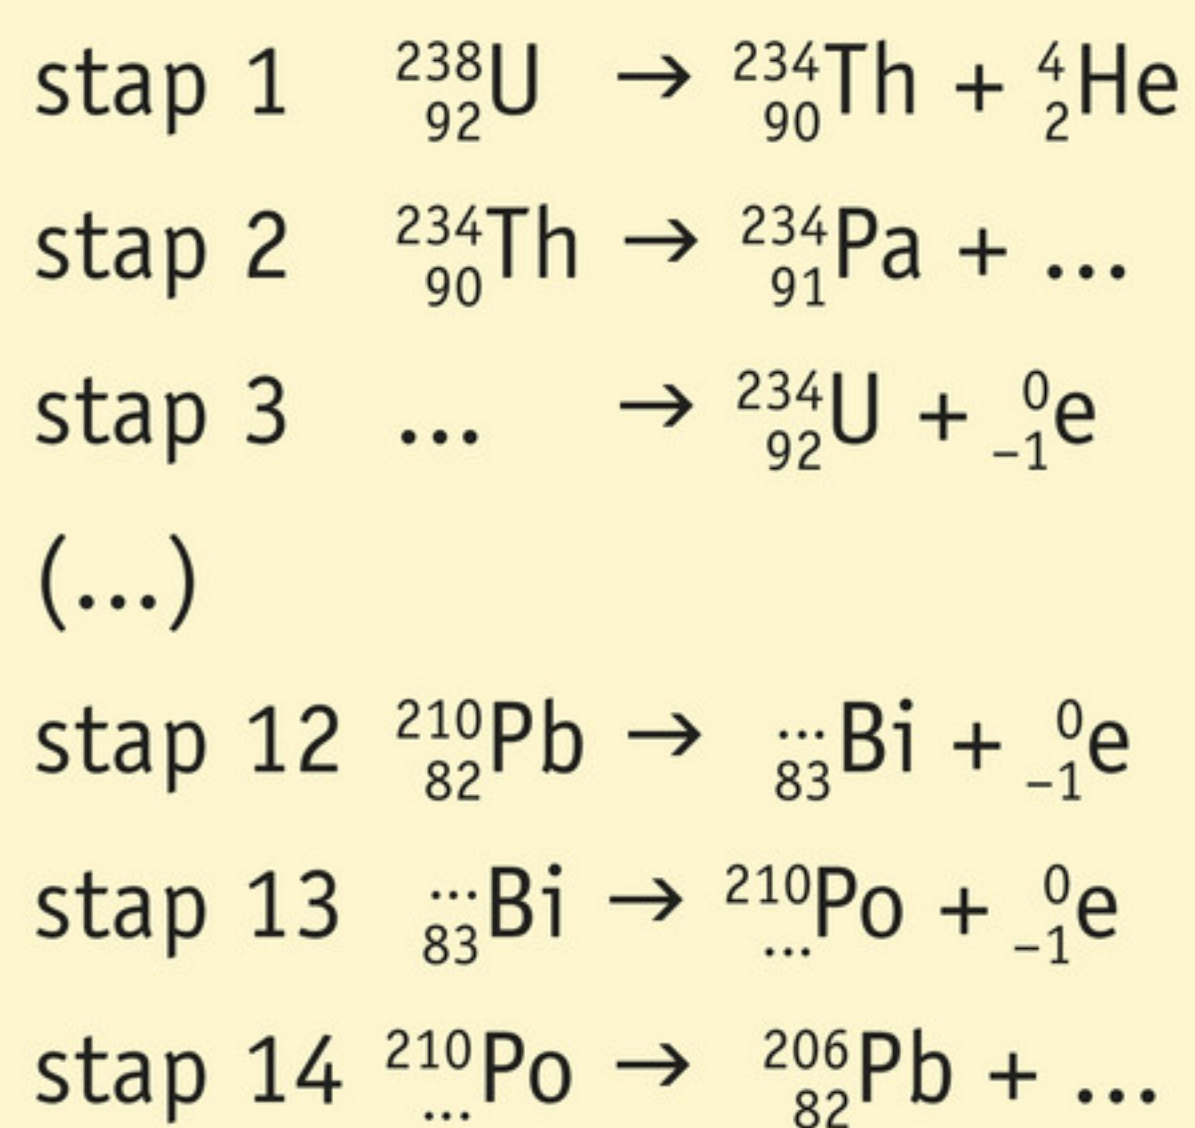 stap 1 ²³⁸₉₂U → ²³⁴₉₀Th + ⁴₂He
stap 2 ²³⁴₉₀Th → ²³⁴₉₁Pa + ...
stap 3 ... → ²³⁴₉₂U + ⁰₋₁e
(...)
stap 12 ²¹⁰₈₂Pb → ˙˙˙₈₃Bi + ⁰₋₁e
stap 13 ˙˙˙₈₃Bi → ²¹⁰...Po + ⁰₋₁e
stap 14 ²¹⁰...Po → ²⁰⁶₈₂Pb + ...